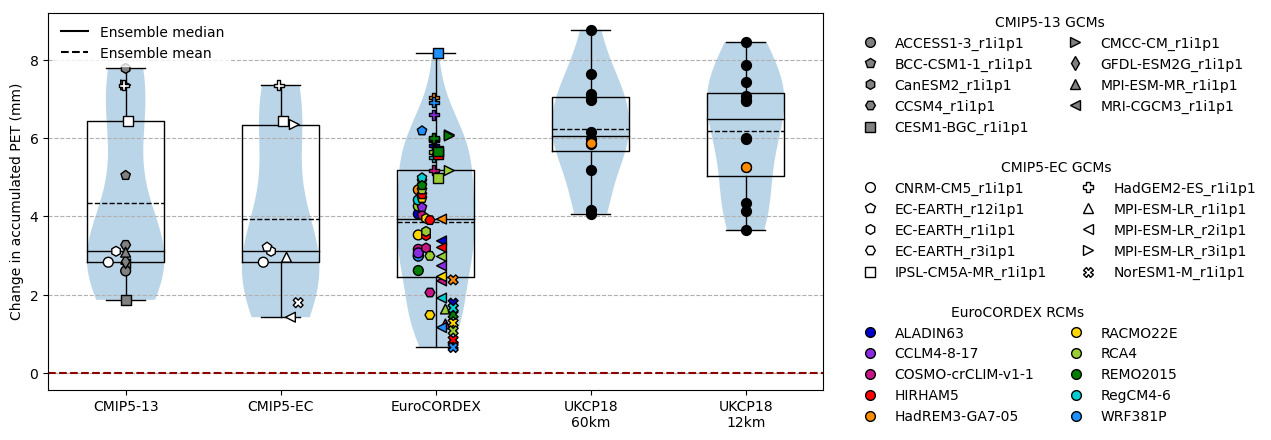 Ensemble median
Ensemble mean
Change in accumulated PET (mm)
8
6
4
2
0
CMIP5-13
CMIP5-EC
EuroCORDEX
UKCP18
60km
UKCP18
12km
CMIP5-13 GCMs
ACCESS1-3_r1i1p1
BCC-CSM1-1_r1i1p1
CanESM2_r1i1p1
CCSM4_r1i1p1
CESM1-BGC_r1i1p1
CMCC-CM_r1i1p1
GFDL-ESM2G_r1i1p1
MPI-ESM-MR_r1i1p1
MRI-CGCM3_r1i1p1
CMIP5-EC GCMs
CNRM-CM5_r1i1p1
EC-EARTH_r12i1p1
EC-EARTH_r1i1p1
EC-EARTH_r3i1p1
IPSL-CM5A-MR_r1i1p1
HadGEM2-ES_r1i1p1
MPI-ESM-LR_r1i1p1
MPI-ESM-LR_r2i1p1
MPI-ESM-LR_r3i1p1
NorESM1-M_r1i1p1
EuroCORDEX RCMs
ALADIN63
CCLM4-8-17
COSMO-crCLIM-v1-1
HIRHAM5
HadREM3-GA7-05
RACMO22E
RCA4
REMO2015
RegCM4-6
WRF381P